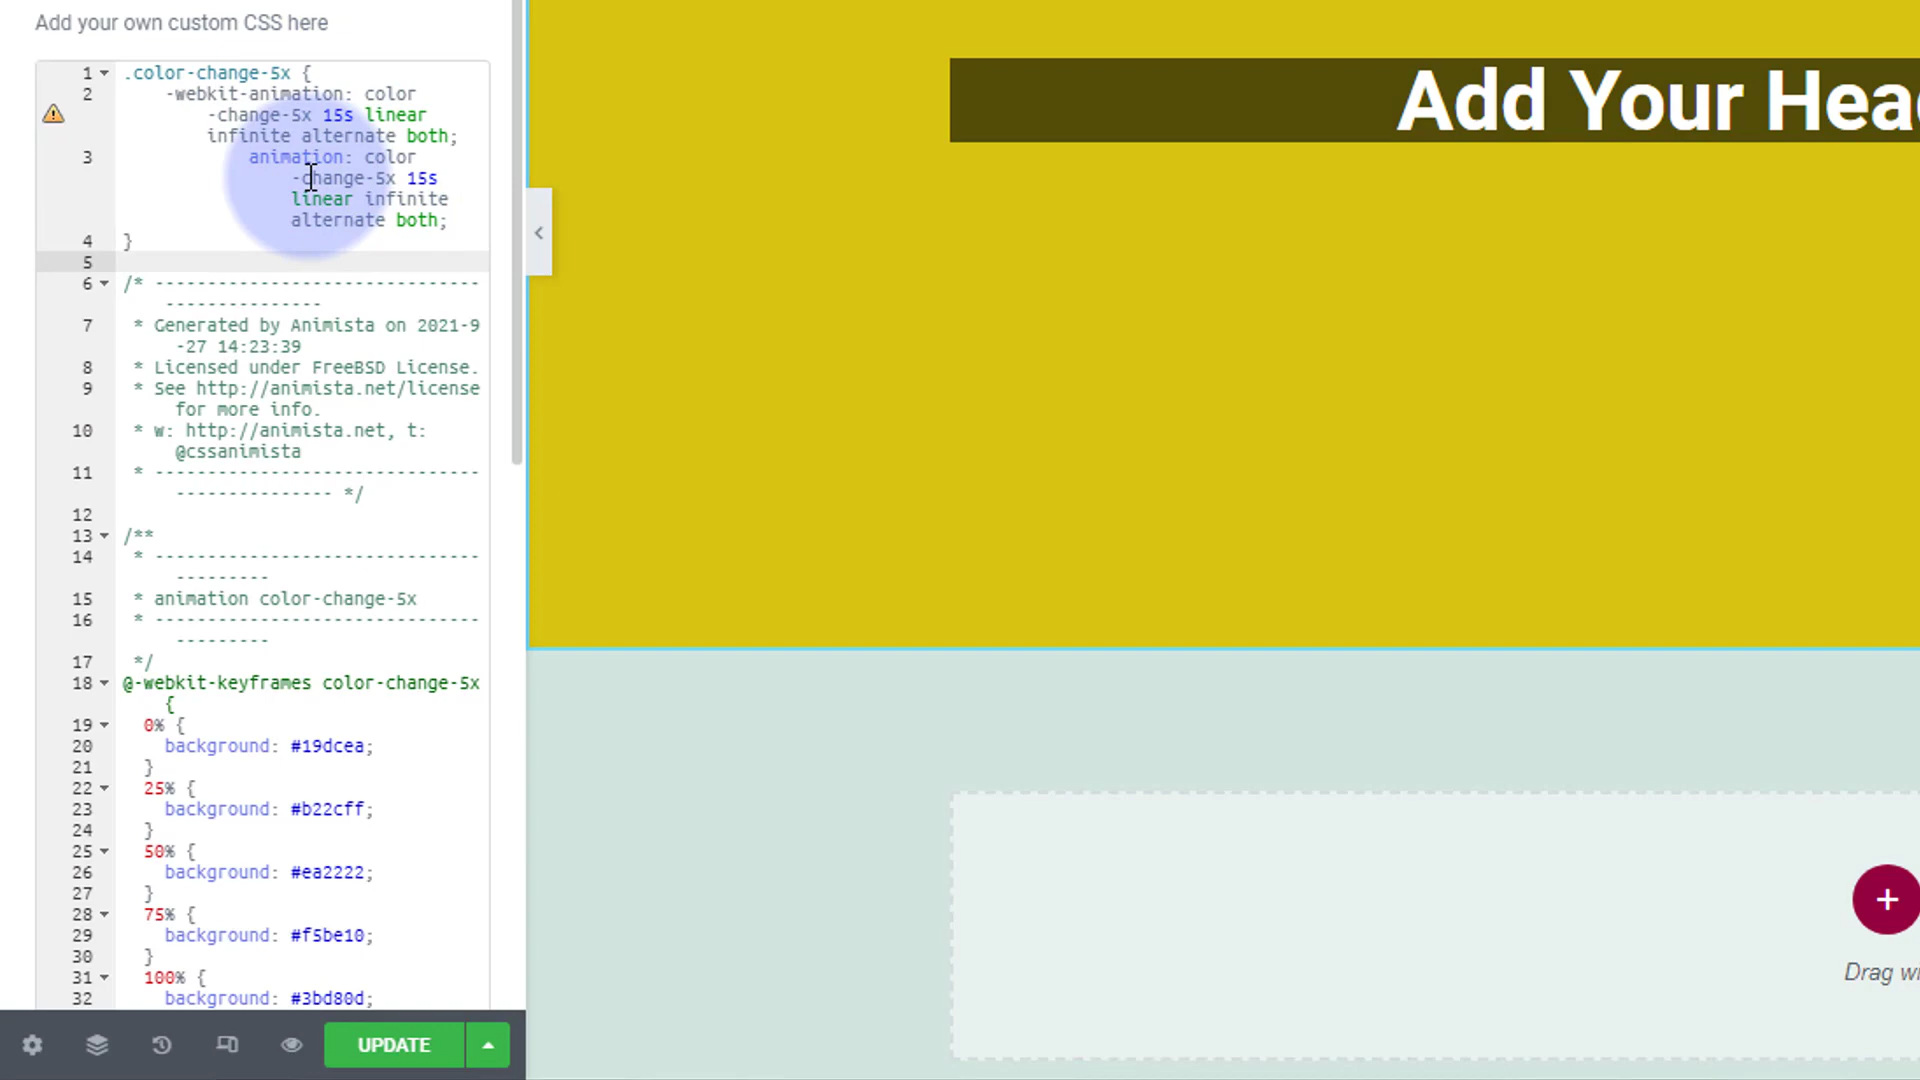 Add your own custom CSS here
1 .color-change-5x {
2 -webkit-animation: color
-change-5x 15s linear
infinite alternate both;
3 animation: color
-change-5x 15s
linear infinite
alternate both;
4 }
5
6 /* -------------------------------
---------------
7 * Generated by Animista on 2021-9
-27 14:23:39
8 * Licensed under FreeBSD License.
9 * See http://animista.net/license
for more info.
10 * w: http://animista.net, t:
@cssanimista
11 * -------------------------------
--------------- */
12
13 /**
14 * -------------------------------
---------
15 * animation color-change-5x
16 * -------------------------------
---------
17 */
18 @-webkit-keyframes color-change-5x
{
19 0% {
20 background: #19dcea;
21 }
22 25% {
23 background: #b22cff;
24 }
25 50% {
26 background: #ea2222;
27 }
28 75% {
29 background: #f5be10;
30 }
31 100% {
32 background: #3bd80d;
UPDATE
Add Your Hea
Drag wi